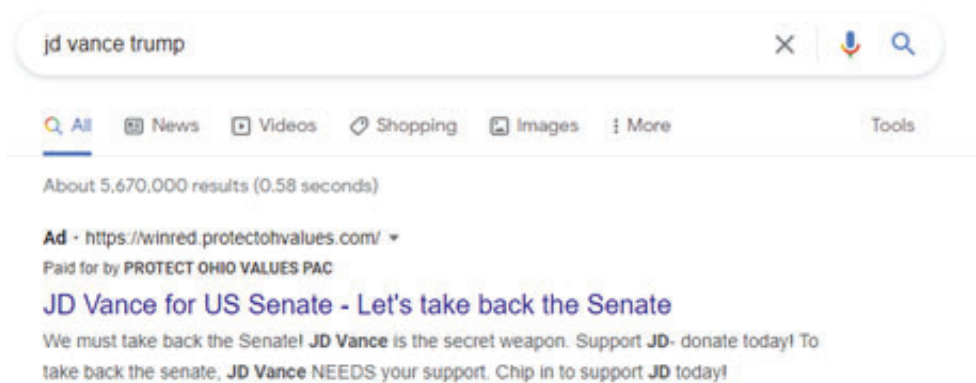 jd vance trump
All News Videos Shopping Images More Tools
About 5,670,000 results (0.58 seconds)
Ad · https://winred.protectohvalues.com/
Paid for by PROTECT OHIO VALUES PAC
JD Vance for US Senate - Let's take back the Senate
We must take back the Senate! JD Vance is the secret weapon. Support JD- donate today! To
take back the senate, JD Vance NEEDS your support. Chip in to support JD today!